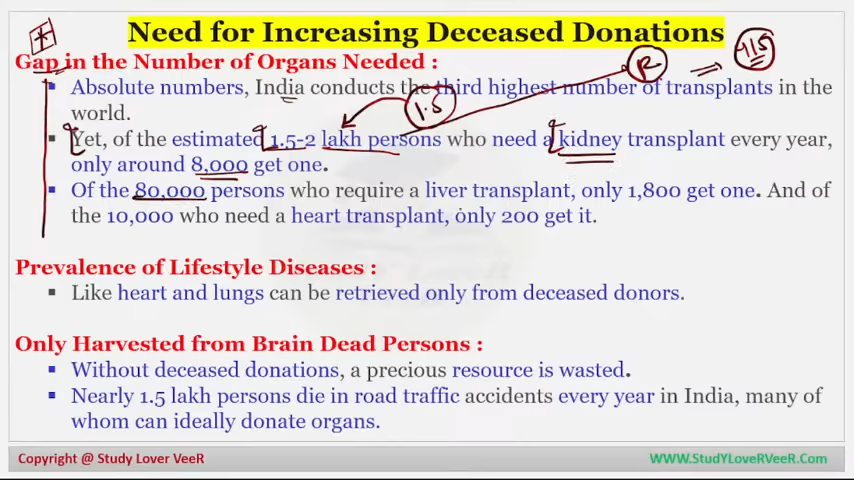 Need for Increasing Deceased Donations
Gap in the Number of Organs Needed :
▪ Absolute numbers, India conducts the third highest number of transplants in the
world.
▪ Yet, of the estimated 1.5-2 lakh persons who need a kidney transplant every year,
only around 8,000 get one.
▪ Of the 80,000 persons who require a liver transplant, only 1,800 get one. And of
the 10,000 who need a heart transplant, only 200 get it.
1.5
Prevalence of Lifestyle Diseases :
▪ Like heart and lungs can be retrieved only from deceased donors.
Only Harvested from Brain Dead Persons :
▪ Without deceased donations, a precious resource is wasted.
▪ Nearly 1.5 lakh persons die in road traffic accidents every year in India, many of
whom can ideally donate organs.
Copyright @ Study Lover VeeR
WWW.StudYLoveRVeeR.Com